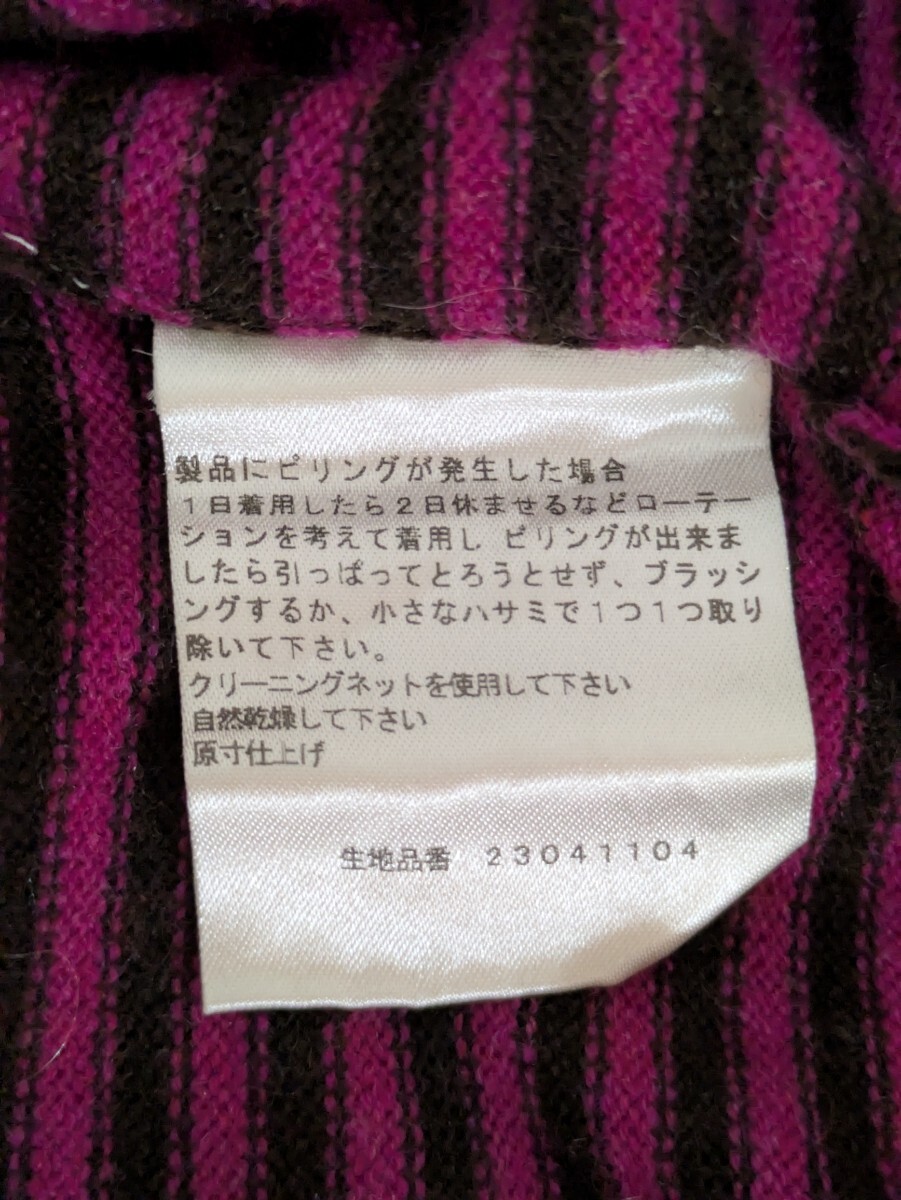 製品にピリングが発生した場合
１日着用したら２日休ませるなどローテー
ションを考えて着用し ピリングが出来ま
したら引っぱってとろうとせず、ブラッシ
ングするか、小さなハサミで１つ１つ取り
除いて下さい。
クリーニングネットを使用して下さい
自然乾燥して下さい
原寸仕上げ
生地品番　２３０４１１０４